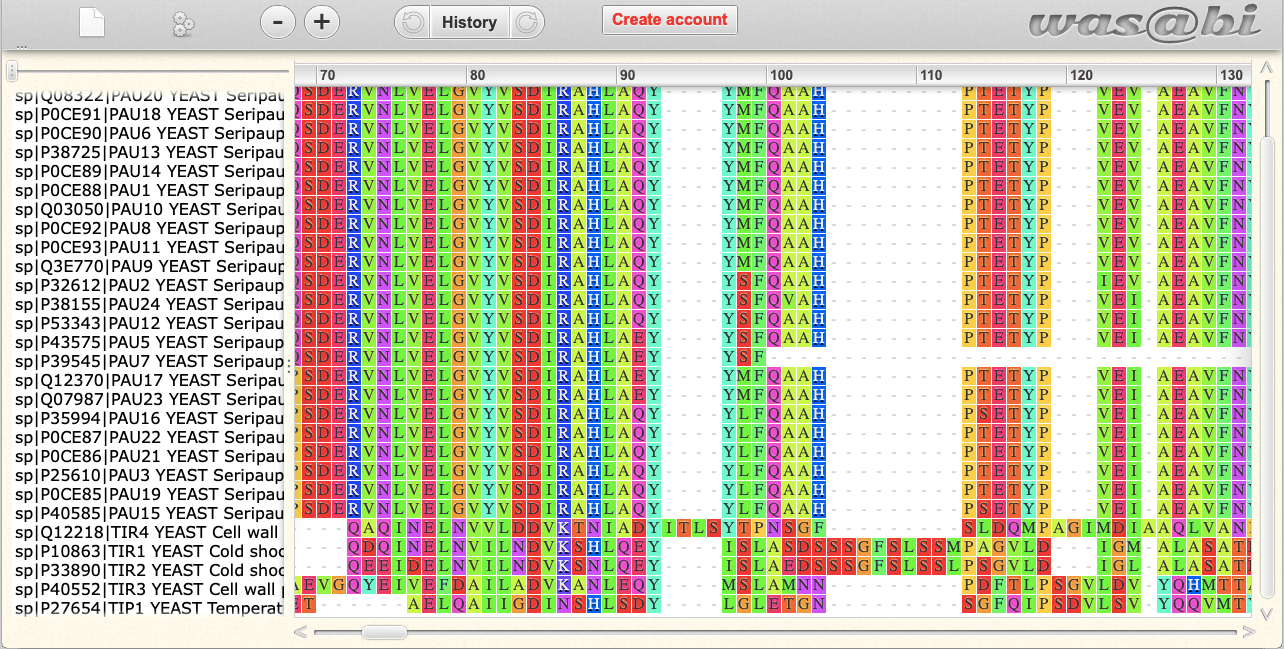 ...
- + History Create account was@bi
70 80 90 100 110 120 130
sp|Q08322|PAU20 YEAST Seripau SDERVNLVELGVYVSDIRAHLAQY----YMFQAAH---------PTETYP---VEV-AEAVFN
sp|P0CE91|PAU18 YEAST Seripau SDERVNLVELGVYVSDIRAHLAQY----YMFQAAH---------PTETYP---VEV-AEAVFN
sp|P0CE90|PAU6 YEAST Seripaup SDERVNLVELGVYVSDIRAHLAQY----YMFQAAH---------PTETYP---VEV-AEAVFN
sp|P38725|PAU13 YEAST Seripau SDERVNLVELGVYVSDIRAHLAQY----YMFQAAH---------PTETYP---VEV-AEAVFN
sp|P0CE89|PAU14 YEAST Seripau SDERVNLVELGVYVSDIRAHLAQY----YMFQAAH---------PTETYP---VEV-AEAVFN
sp|P0CE88|PAU1 YEAST Seripaup SDERVNLVELGVYVSDIRAHLAQY----YMFQAAH---------PTETYP---VEV-AEAVFN
sp|Q03050|PAU10 YEAST Seripau SDERVNLVELGVYVSDIRAHLAQY----YMFQAAH---------PTETYP---VEV-AEAVFN
sp|P0CE92|PAU8 YEAST Seripaup SDERVNLVELGVYVSDIRAHLAQY----YMFQAAH---------PTETYP---VEV-AEAVFN
sp|P0CE93|PAU11 YEAST Seripau SDERVNLVELGVYVSDIRAHLAQY----YMFQAAH---------PTETYP---VEV-AEAVFN
sp|Q3E770|PAU9 YEAST Seripaup SDERVNLVELGVYVSDIRAHLAQY----YMFQAAH---------PTETYP---VEV-AEAVFN
sp|P32612|PAU2 YEAST Seripaup SDERVNLVELGVYVSDIRAHLAQY----YSFQAAH---------PTETYP---IEV-AEAVFN
sp|P38155|PAU24 YEAST Seripau SDERVNLVELGVYVSDIRAHLAQY----YSFQVAH---------PTETYP---VEI-AEAVFN
sp|P53343|PAU12 YEAST Seripau SDERVNLVELGVYVSDIRAHLAQY----YSFQAAH---------PTETYP---VEI-AEAVFN
sp|P43575|PAU5 YEAST Seripaup SDERVNLVELGVYVSDIRAHLAEY----YSFQAAH---------PTETYP---VEI-AEAVFN
sp|P39545|PAU7 YEAST Seripaup SDERVNLVELGVYVSDIRAHLAEY----YSF
sp|Q12370|PAU17 YEAST Seripau SDERVNLVELGVYVSDIRAHLAEY----YMFQAAH---------PTETYP---VEI-AEAVFN
sp|Q07987|PAU23 YEAST Seripau SDERVNLVELGVYVSDIRAHLAEY----YMFQAAH---------PTETYP---VEI-AEAVFN
sp|P35994|PAU16 YEAST Seripau SDERVNLVELGVYVSDIRAHLAQY----YLFQAAH---------PSETYP---VEI-AEAVFN
sp|P0CE87|PAU22 YEAST Seripau SDERVNLVELGVYVSDIRAHLAQY----YLFQAAH---------PTETYP---VEI-AEAVFN
sp|P0CE86|PAU21 YEAST Seripau SDERVNLVELGVYVSDIRAHLAQY----YLFQAAH---------PTETYP---VEI-AEAVFN
sp|P25610|PAU3 YEAST Seripaup SDERVNLVELGVYVSDIRAHLAQY----YLFQAAH---------PTETYP---VEI-AEAVFN
sp|P0CE85|PAU19 YEAST Seripau SDERVNLVELGVYVSDIRAHLAQY----YLFQAAH---------PTETYP---VEI-AEAVFN
sp|P40585|PAU15 YEAST Seripau SDERVNLVELGVYVSDIRAHLAQY----YLFQAAH---------PSETYP---VEI-AEAVFN
sp|Q12218|TIR4 YEAST Cell wall QAQINELNVVLDDVKTNIADYITLSYTPNSGF---------SLDQMPAGIMDIAAQLVAN
sp|P10863|TIR1 YEAST Cold shoc QDQINELNVILNDVKSHLQEY----ISLASDSSSGFSLSSMPAGVLD---IGM-ALASAT
sp|P33890|TIR2 YEAST Cold shoc QEEIDELNVILNDVKSNLQEY----ISLAEDSSSGFSLSSLPSGVLD---IGL-ALASAT
sp|P40552|TIR3 YEAST Cell wall EVGQYEIVEFDAILADVKANLEQY----MSLAMNN---------PDFTLPSGVLDV-YQHMTT
sp|P27654|TIP1 YEAST Temperat ET------AELQAIIGDINSHLSDY----LGLETGN---------SGFQIPSDVLSV-YQQVMT